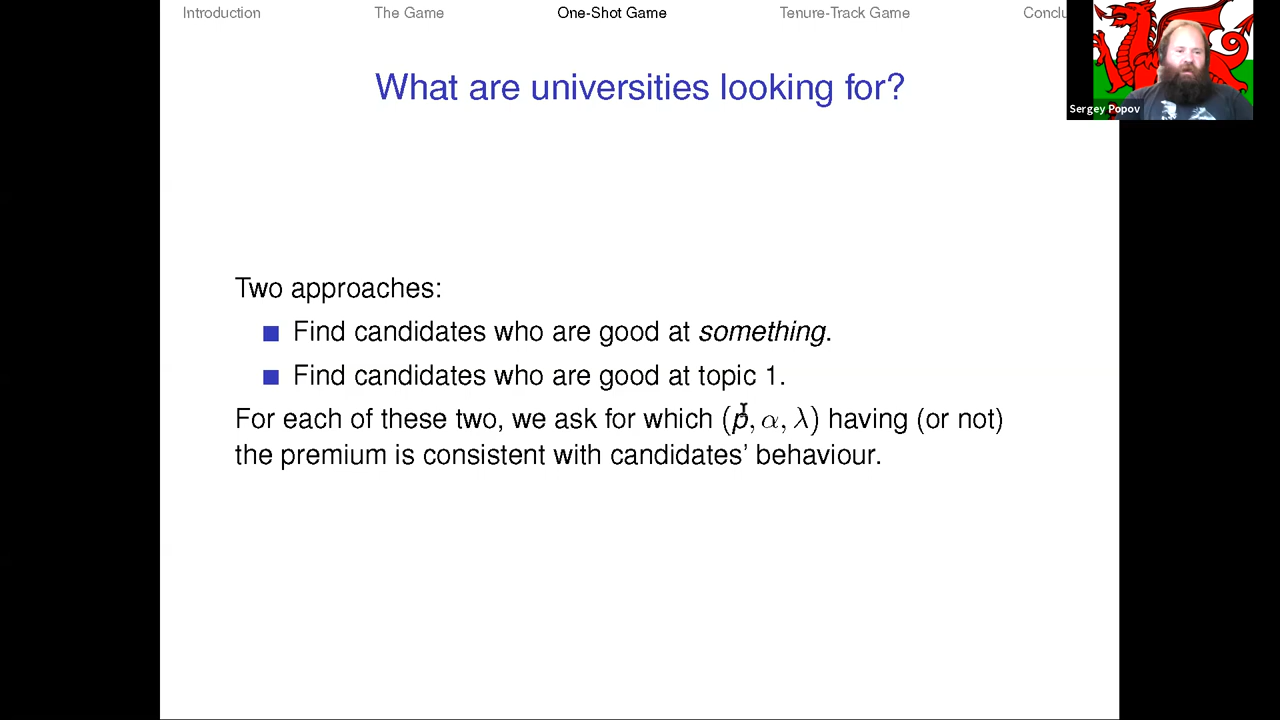 Introduction The Game One-Shot Game Tenure-Track Game Conclu
Sergey Popov
What are universities looking for?
Two approaches:
Find candidates who are good at something.
Find candidates who are good at topic 1.
For each of these two, we ask for which (p, α, λ) having (or not)
the premium is consistent with candidates’ behaviour.